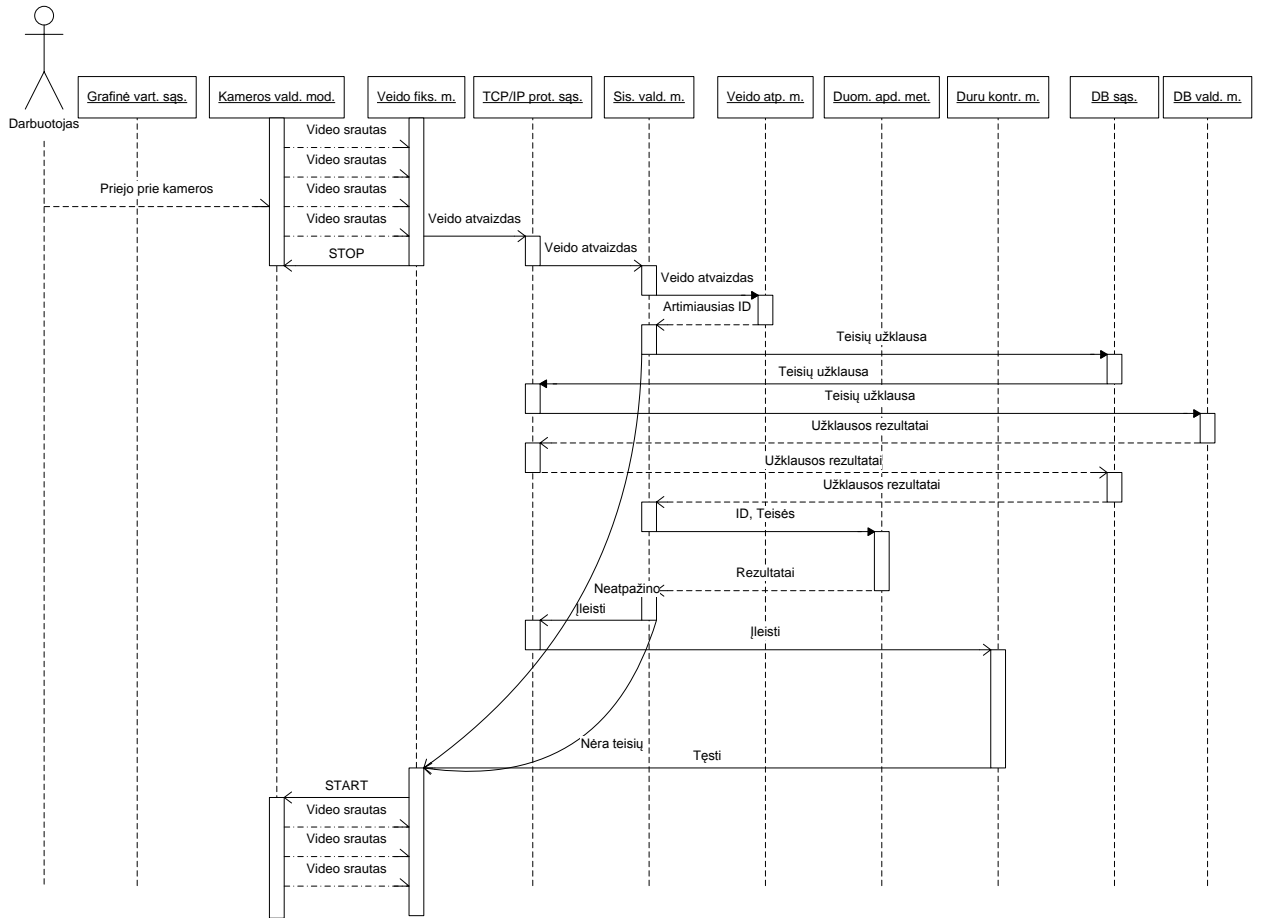 Darbuotojas
Grafinė vart. sąs.
Kameros vald. mod.
Veido fiks. m.
TCP/IP prot. sąs.
Sis. vald. m.
Veido atp. m.
Duom. apd. met.
Duru kontr. m.
DB sąs.
DB vald. m.
Video srautas
Video srautas
Priejo prie kameros
Video srautas
Video srautas
Veido atvaizdas
STOP
Veido atvaizdas
Veido atvaizdas
Artimiausias ID
Teisių užklausa
Teisių užklausa
Teisių užklausa
Užklausos rezultatai
Užklausos rezultatai
Užklausos rezultatai
ID, Teisės
Rezultatai
Neatpažino
Įleisti
Įleisti
Nėra teisių
Tęsti
START
Video srautas
Video srautas
Video srautas